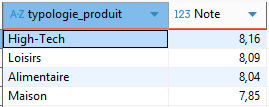 A-Z typologie_produit 123 Note
High-Tech 8,16
Loisirs 8,09
Alimentaire 8,04
Maison 7,85